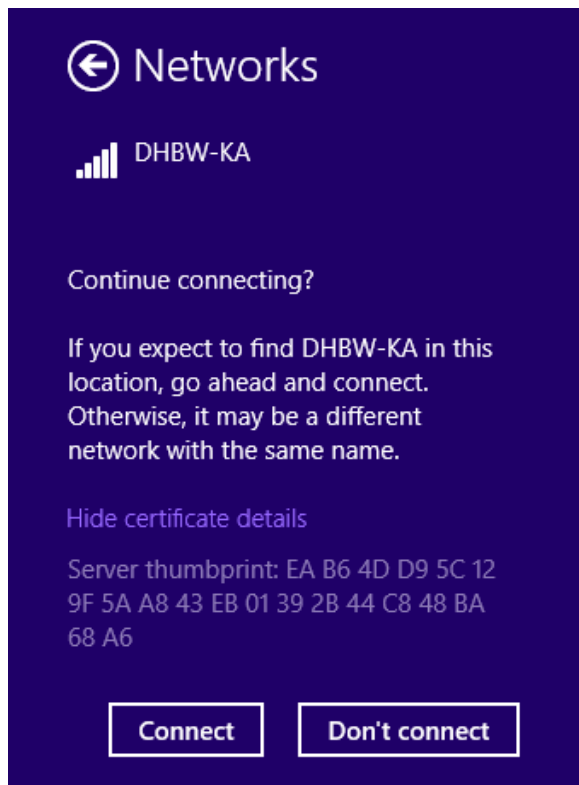 Networks
DHBW-KA
Continue connecting?
If you expect to find DHBW-KA in this
location, go ahead and connect.
Otherwise, it may be a different
network with the same name.
Hide certificate details
Server thumbprint: EA B6 4D D9 5C 12
9F 5A A8 43 EB 01 39 2B 44 C8 48 BA
68 A6
Connect
Don't connect